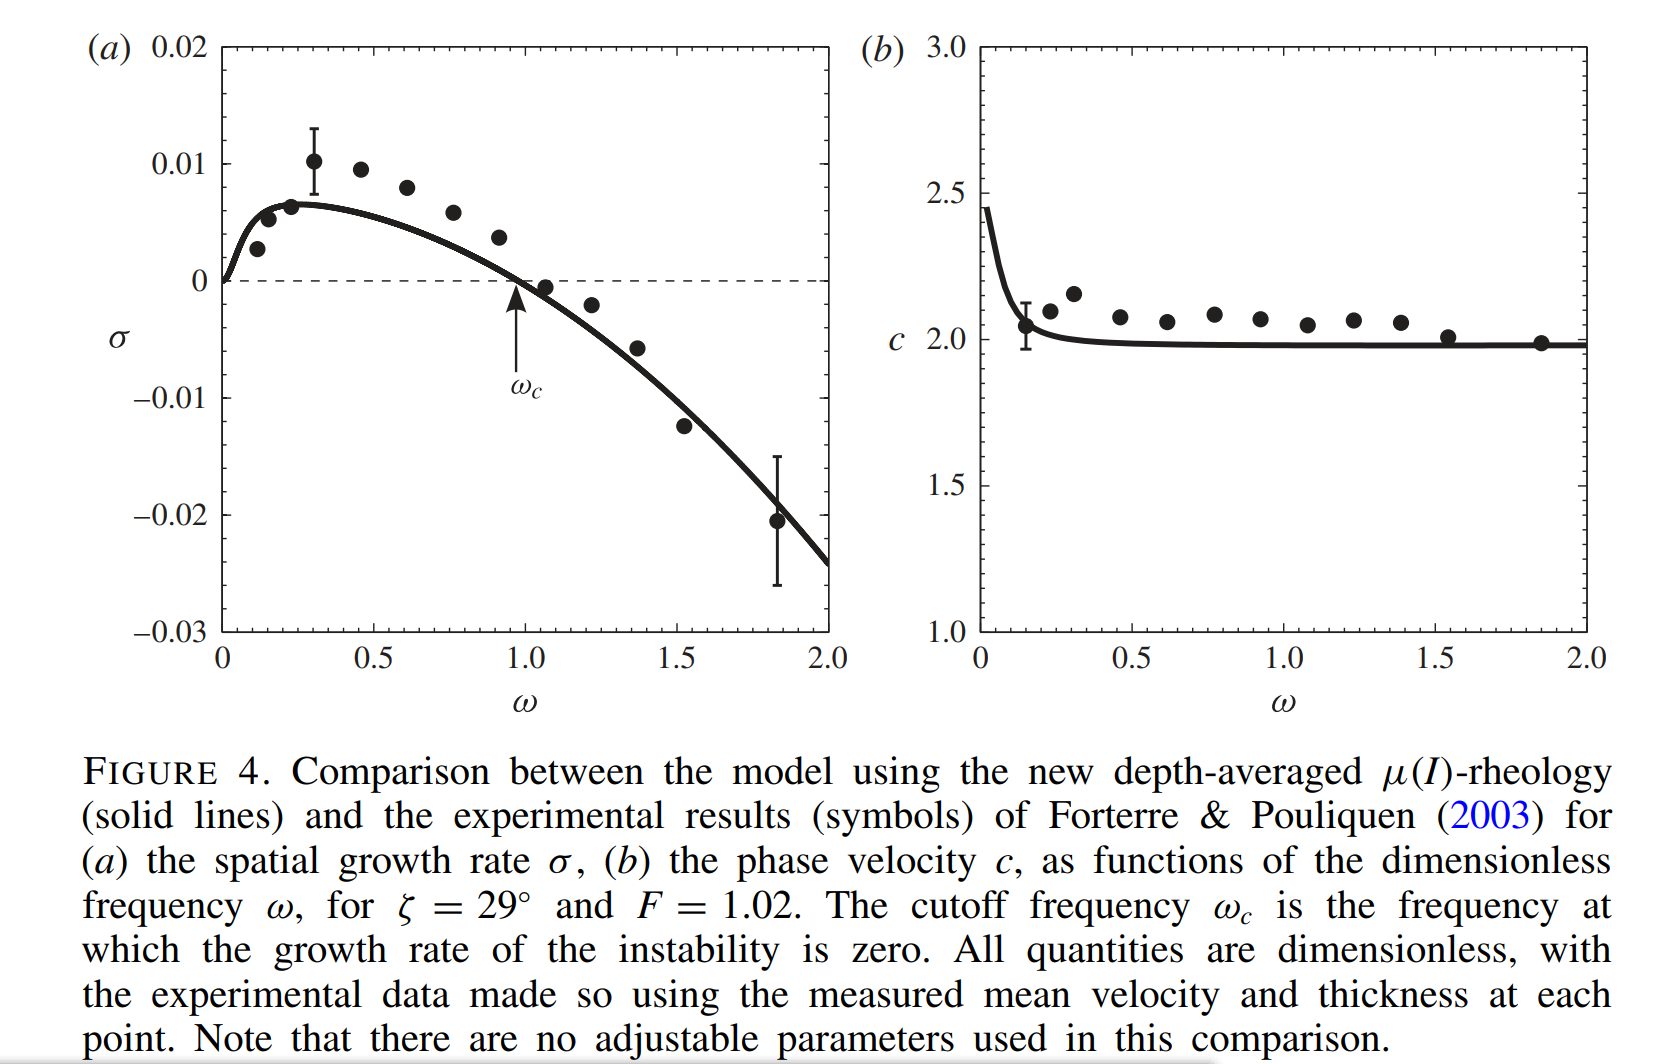 (a) 0.02
0.01
0
σ
–0.01
–0.02
–0.03
0 0.5 1.0 1.5 2.0
ω
ωc
(b) 3.0
2.5
c 2.0
1.5
1.0
0 0.5 1.0 1.5 2.0
ω
FIGURE 4. Comparison between the model using the new depth-averaged μ(I)-rheology
(solid lines) and the experimental results (symbols) of Forterre & Pouliquen (2003) for
(a) the spatial growth rate σ, (b) the phase velocity c, as functions of the dimensionless
frequency ω, for ζ = 29° and F = 1.02. The cutoff frequency ωc is the frequency at
which the growth rate of the instability is zero. All quantities are dimensionless, with
the experimental data made so using the measured mean velocity and thickness at each
point. Note that there are no adjustable parameters used in this comparison.